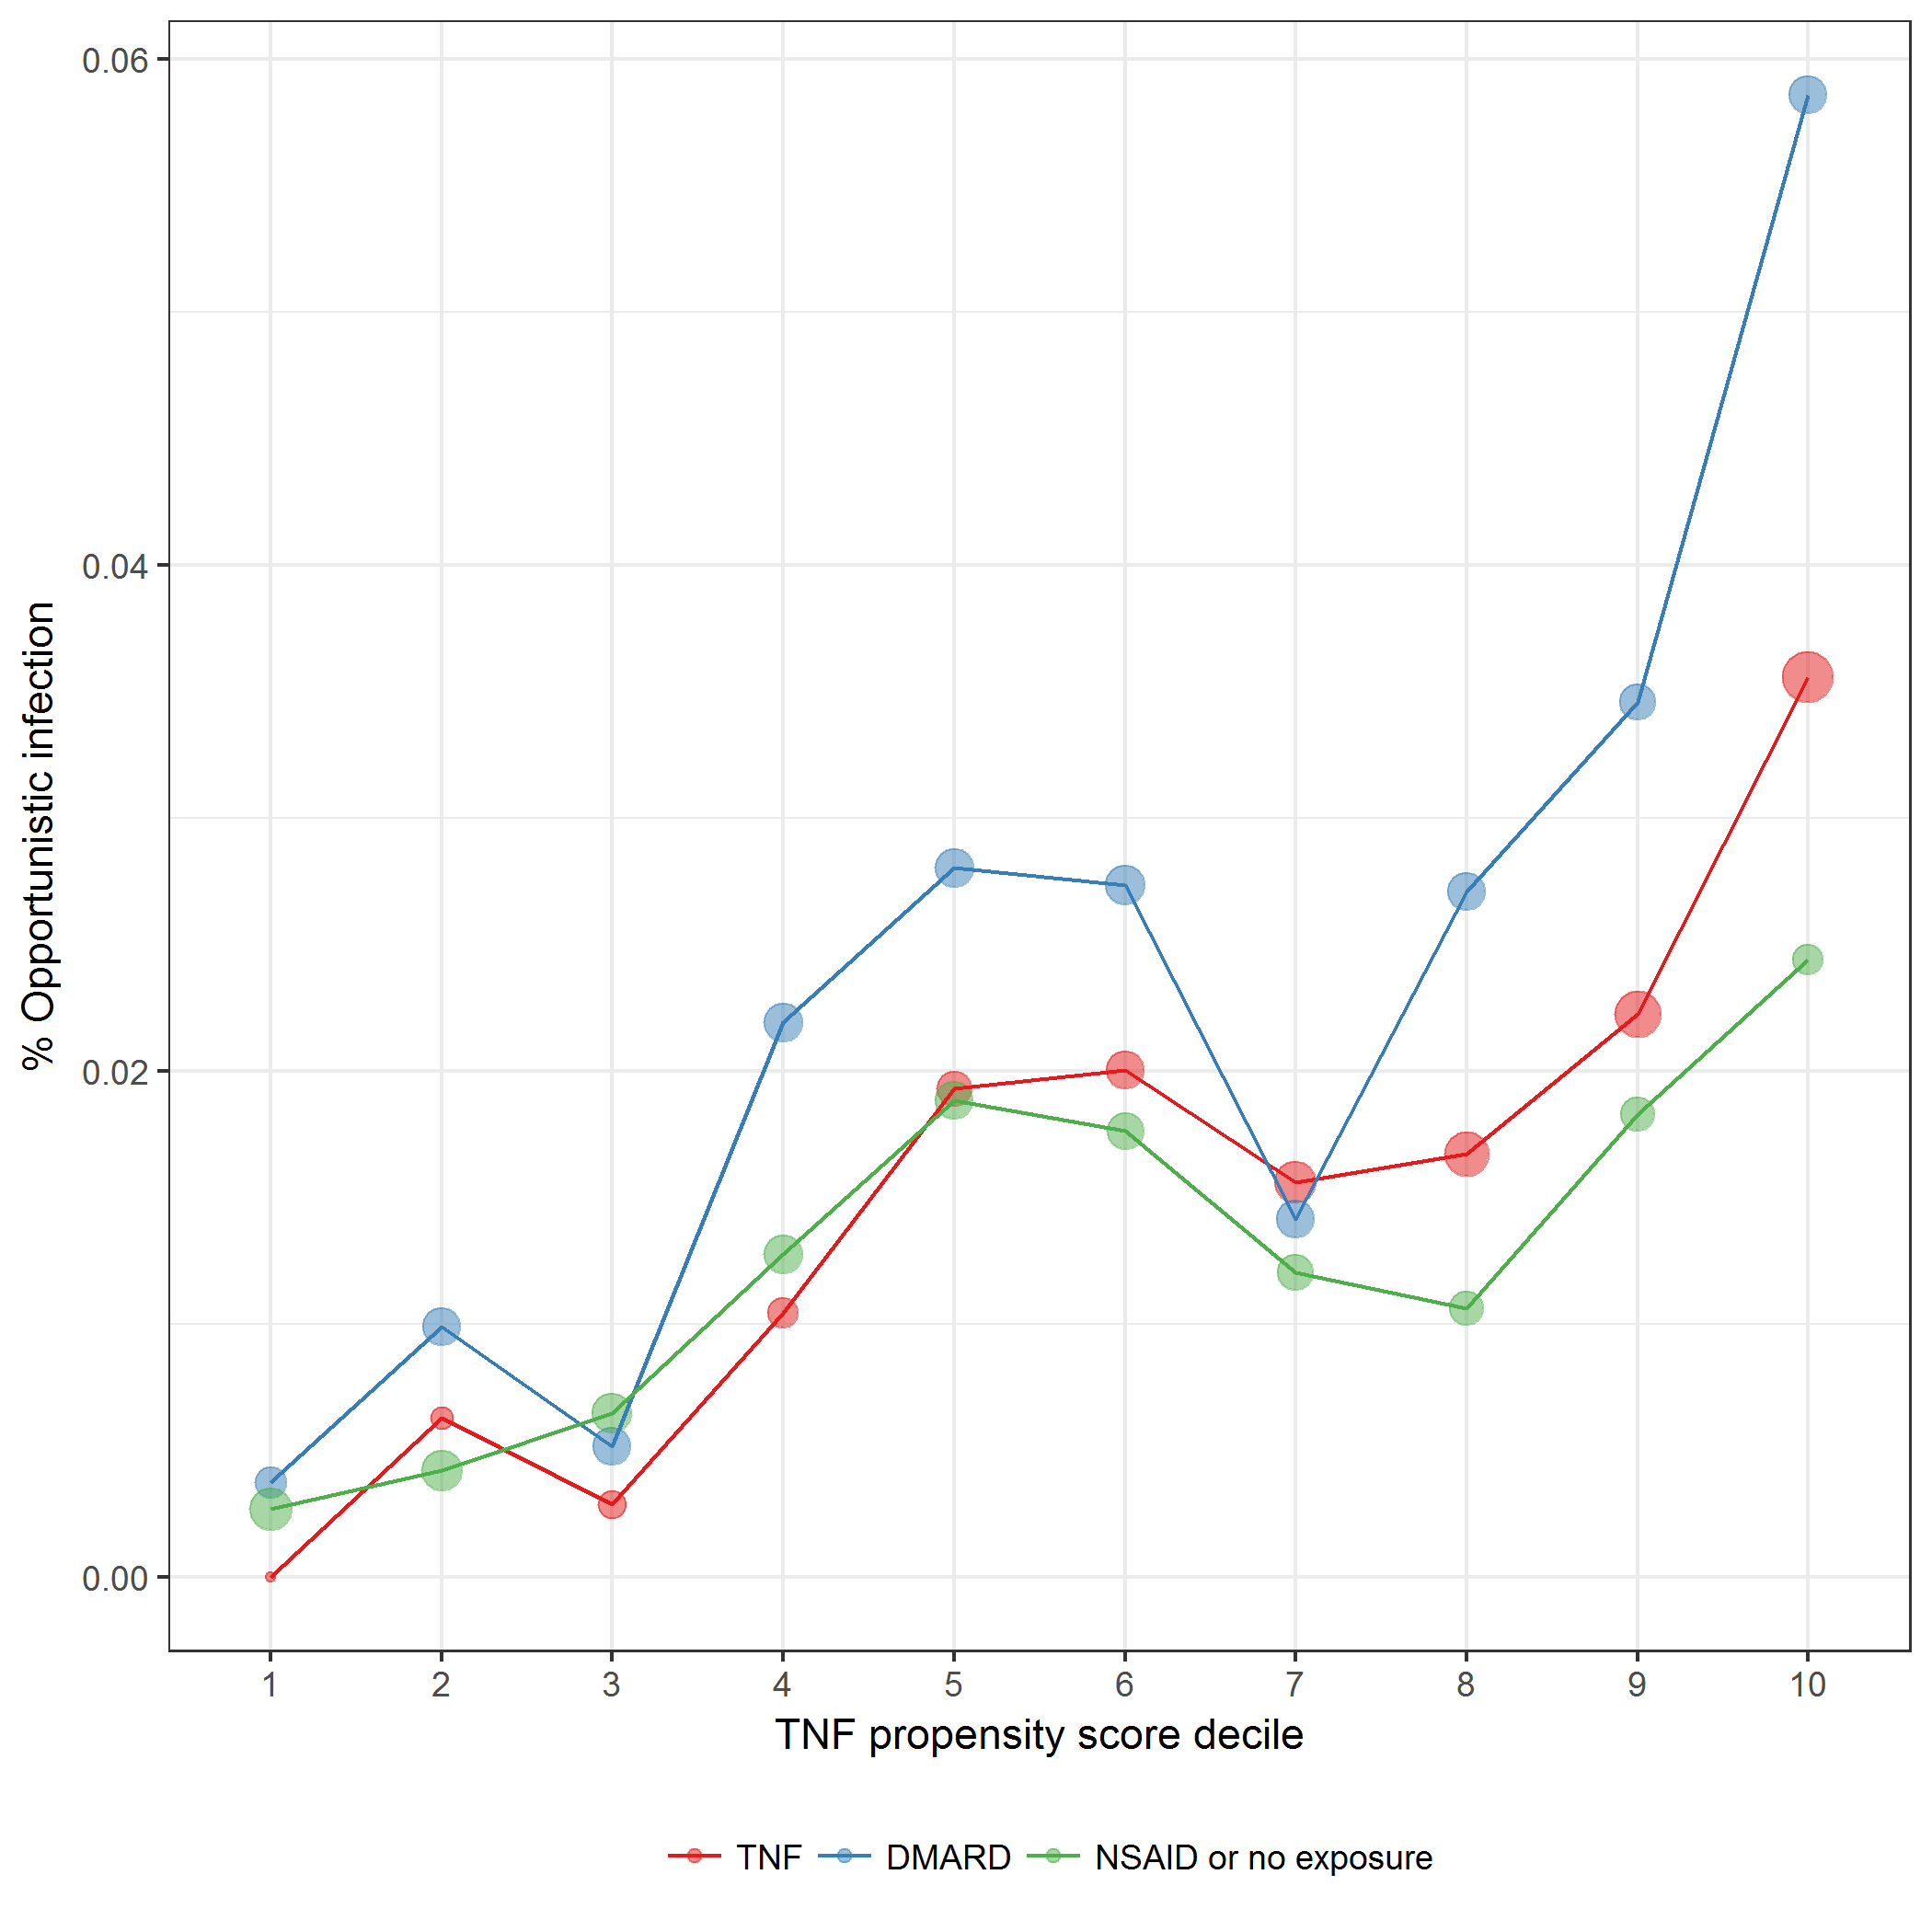 0.06
0.04
0.02
0.00
% Opportunistic infection
1 2 3 4 5 6 7 8 9 10
TNF propensity score decile
TNF DMARD NSAID or no exposure